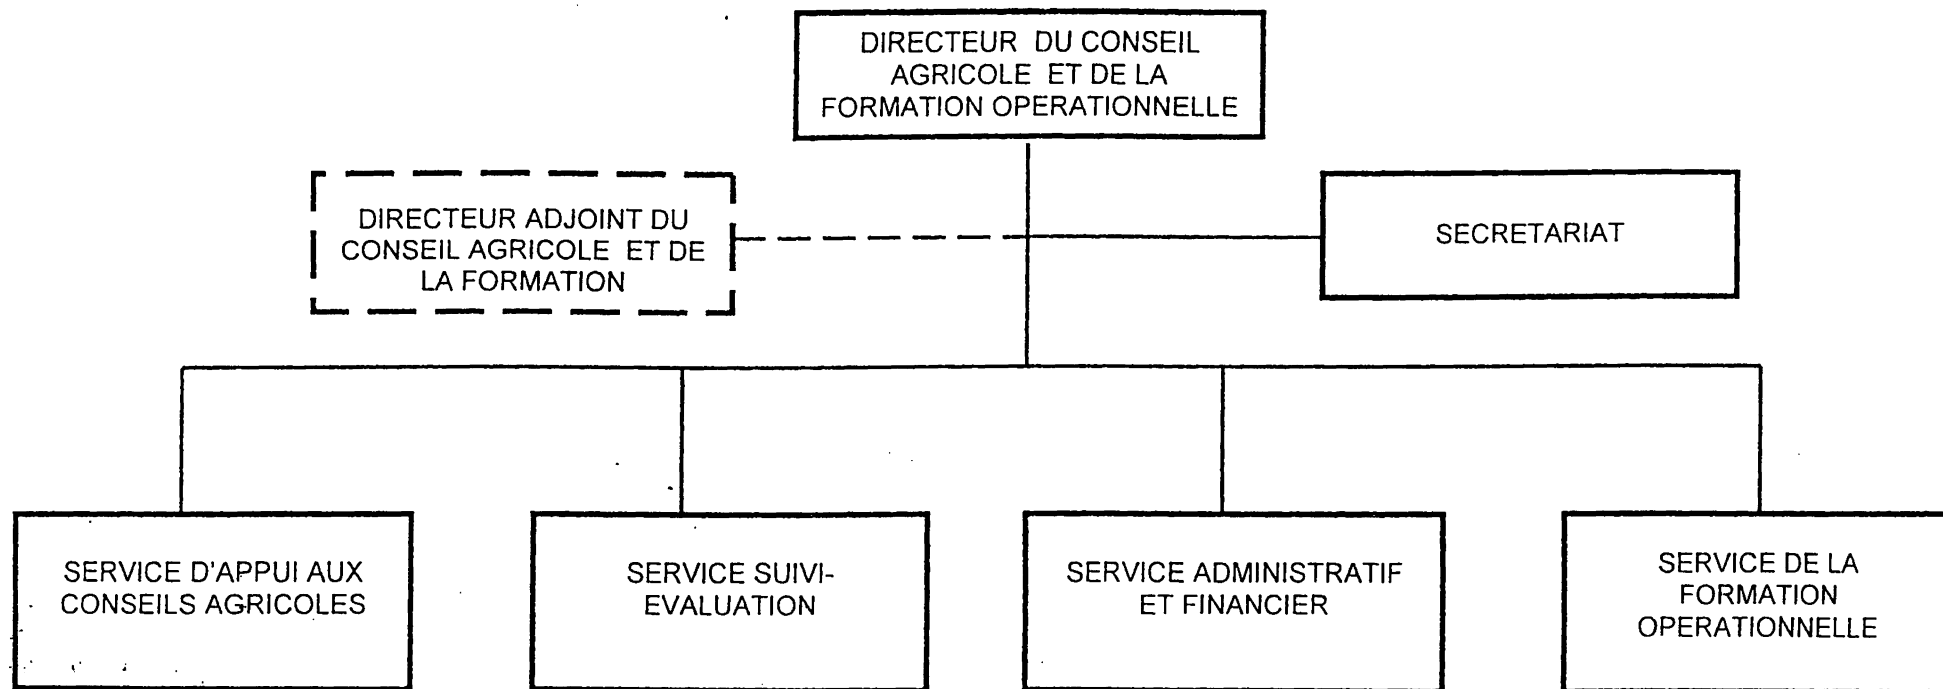 DIRECTEUR DU CONSEIL
AGRICOLE ET DE LA
FORMATION OPERATIONNELLE
DIRECTEUR ADJOINT DU
CONSEIL AGRICOLE ET DE
LA FORMATION
SECRETARIAT
SERVICE D'APPUI AUX
CONSEILS AGRICOLES
SERVICE SUIVI-
EVALUATION
SERVICE ADMINISTRATIF
ET FINANCIER
SERVICE DE LA
FORMATION
OPERATIONNELLE